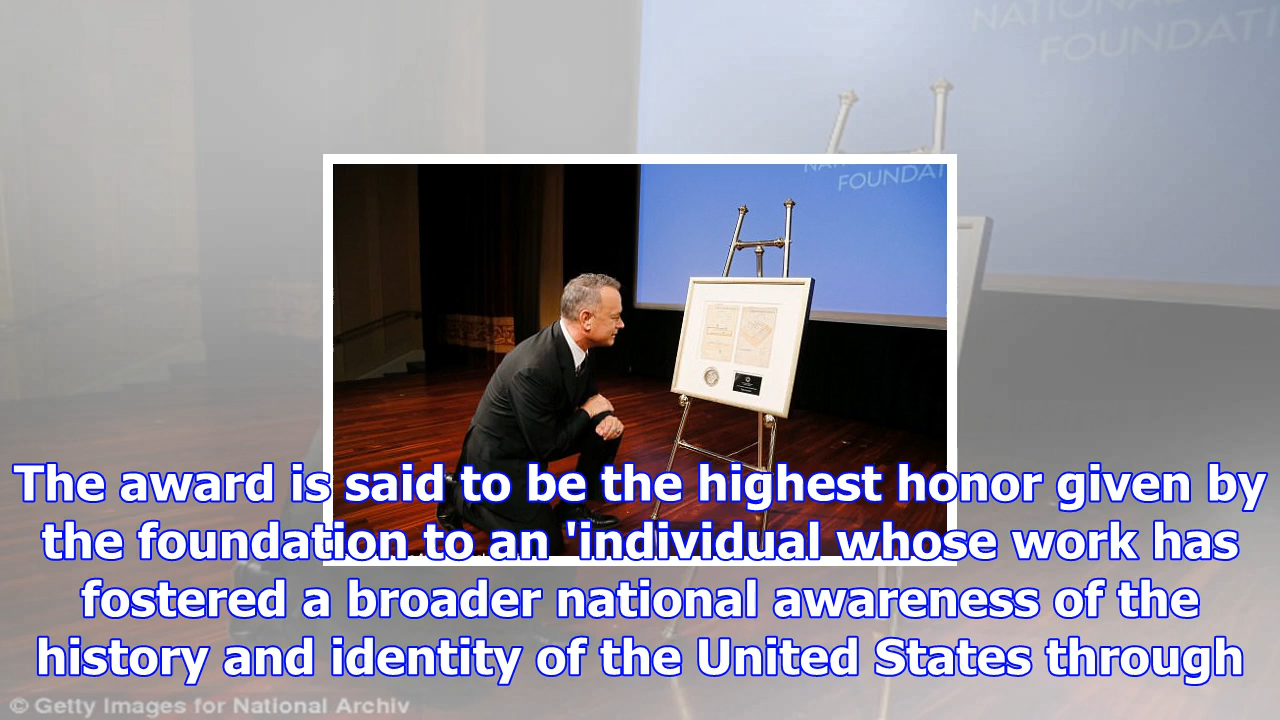 NATIONAL
FOUNDATI
FOUNDAT
The award is said to be the highest honor given by
the foundation to an 'individual whose work has
fostered a broader national awareness of the
history and identity of the United States through
© Getty Images for National Archiv